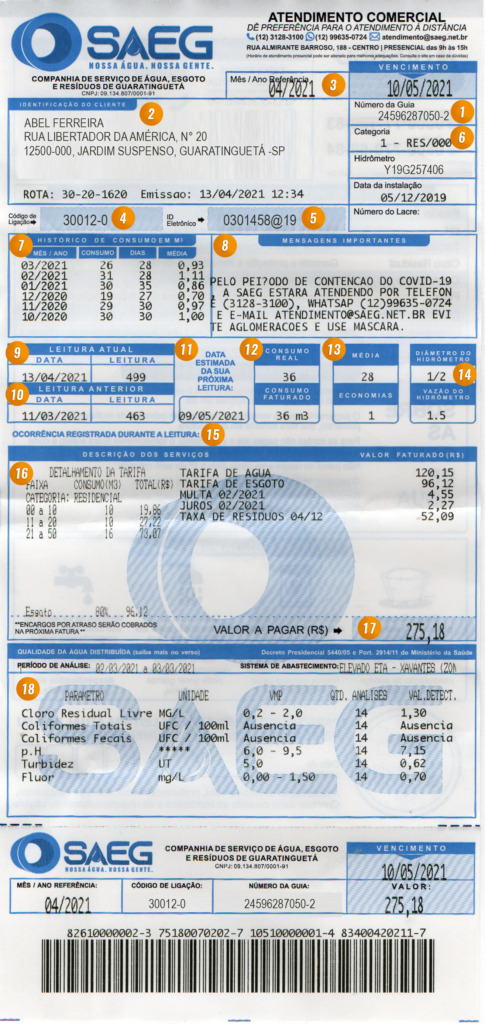 ATENDIMENTO COMERCIAL
DÊ PREFERÊNCIA PARA O ATENDIMENTO À DISTÂNCIA
(12) 3128-3100 (12) 99635-0724 atendimento@saeg.net.br
RUA ALMIRANTE BARROSO, 188 - CENTRO | PRESENCIAL das 9h às 15h
SAEG
NOSSA ÁGUA. NOSSA GENTE.
COMPANHIA DE SERVIÇO DE ÁGUA, ESGOTO
E RESÍDUOS DE GUARATINGUETÁ
CNPJ: 09.134.807/0001-91
Mês / Ano Referência 3
04/2021
VENCIMENTO
10/05/2021
Número da Guia 1
24596287050-2
Categoria 6
1 - RES/000
Hidrômetro
Y19G257406
Data da instalação
05/12/2019
Número do Lacre:
IDENTIFICAÇÃO DO CLIENTE 2
ABEL FERREIRA
RUA LIBERTADOR DA AMÉRICA, N° 20
12500-000, JARDIM SUSPENSO, GUARATINGUETÁ -SP
ROTA: 30-20-1620 Emissao: 13/04/2021 12:34
Código de Ligação 30012-0 4 ID Eletrônico 0301458@19 5
7 HISTÓRICO DE CONSUMO EM M³
MÊS / ANO CONSUMO DIAS MÉDIA
03/2021 26 28 0,93
02/2021 31 28 1,11
01/2021 30 35 0,86
12/2020 19 27 0,70
11/2020 29 30 0,97
10/2020 30 30 1,00
8 MENSAGENS IMPORTANTES
PELO PEI?ODO DE CONTENCAO DO COVID-19
, A SAEG ESTARA ATENDENDO POR TELEFON
E (3128-3100), WHATSAP (12)99635-0724
E E-MAIL ATENDIMENTO@SAEG.NET.BR EVI
TE AGLOMERACOES E USE MASCARA.
9 LEITURA ATUAL
DATA LEITURA
13/04/2021 499
10 LEITURA ANTERIOR
DATA LEITURA
11/03/2021 463
11 DATA
ESTIMADA
DA SUA
PRÓXIMA
LEITURA:
09/05/2021
12 CONSUMO
REAL
36
CONSUMO
FATURADO
36 m3
13 MÉDIA
28
ECONOMIAS
1
DIÂMETRO DO
HIDRÔMETRO
1/2 14
VAZÃO DO
HIDRÔMETRO
1.5
OCORRÊNCIA REGISTRADA DURANTE A LEITURA: 15
DESCRIÇÃO DOS SERVIÇOS VALOR FATURADO (R$)
16 DETALHAMENTO DA TARIFA
FAIXA CONSUMO(M3) TOTAL(R$)
CATEGORIA: RESIDENCIAL
00 a 10 10 19,86
11 a 20 10 27,22
21 a 50 16 73,07
TARIFA DE AGUA 120,15
TARIFA DE ESGOTO 96,12
MULTA 02/2021 4,55
JUROS 02/2021 2,27
TAXA DE RESIDUOS 04/12 52,09
Esgoto 80% 96,12
**ENCARGOS POR ATRASO SERÃO COBRADOS
NA PRÓXIMA FATURA**
VALOR A PAGAR (R$) 17 275,18
QUALIDADE DA ÁGUA DISTRIBUÍDA (saiba mais no verso) Decreto Presidencial 5440/05 e Port. 2914/11 do Ministério da Saúde
PERÍODO DE ANÁLISE: 02/03/2021 a 03/03/2021 SISTEMA DE ABASTECIMENTO: ELEVADO ETA - XAVANTES (ZON
18 PARAMETRO UNIDADE VMP QTD. ANALISES VAL.DETECT.
Cloro Residual Livre MG/L 0,2 - 2,0 14 1,30
Coliformes Totais UFC / 100ml Ausencia 14 Ausencia
Coliformes Fecais UFC / 100ml Ausencia 14 Ausencia
p.H ***** 6,0 - 9,5 14 7,15
Turbidez UT 5,0 14 0,62
Fluor mg/L 0,00 - 1,50 14 0,70
SAEG
SAEG
NOSSA ÁGUA. NOSSA GENTE.
COMPANHIA DE SERVIÇO DE ÁGUA, ESGOTO
E RESÍDUOS DE GUARATINGUETÁ
CNPJ: 09.134.807/0001-91
VENCIMENTO
10/05/2021
MÊS / ANO REFERÊNCIA: CÓDIGO DE LIGAÇÃO: NÚMERO DA GUIA: VALOR:
04/2021 30012-0 24596287050-2 275,18
82610000002-3 75180070202-7 10510000001-4 83400420211-7